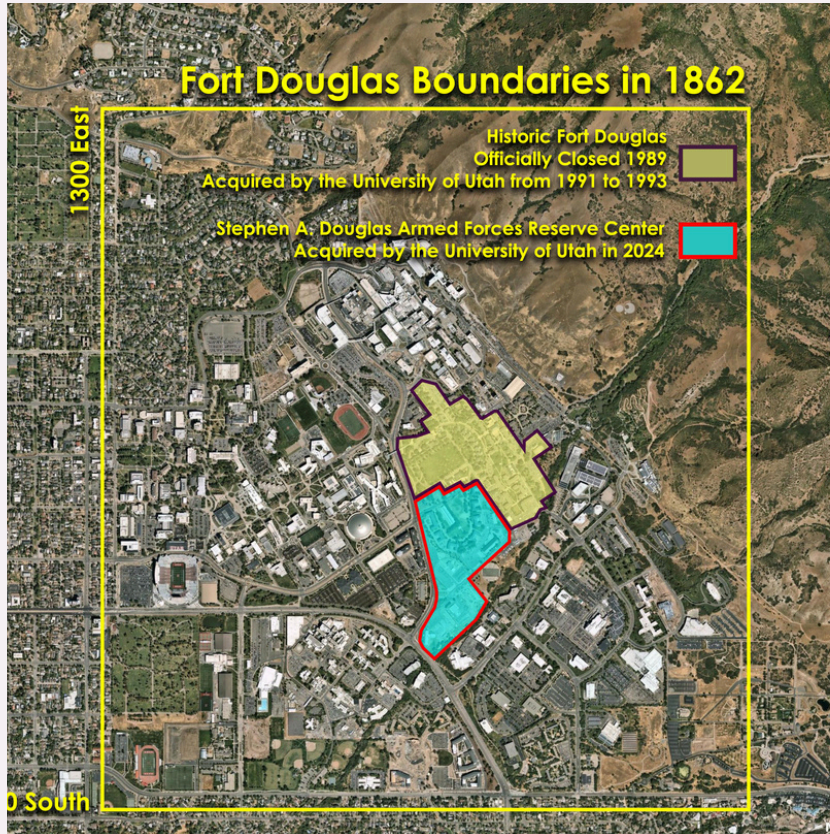 Fort Douglas Boundaries in 1862
1300 East
Historic Fort Douglas
Officially Closed 1989
Acquired by the University of Utah from 1991 to 1993
Stephen A. Douglas Armed Forces Reserve Center
Acquired by the University of Utah in 2024
0 South